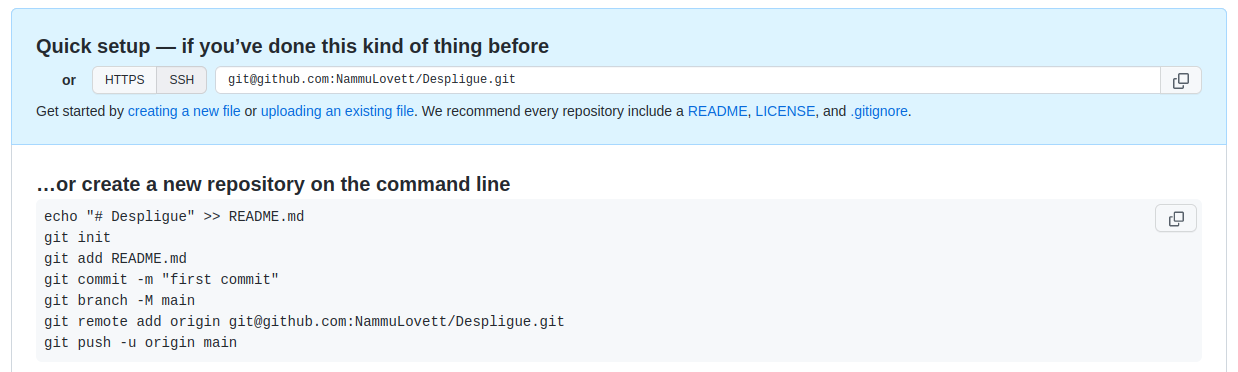 Quick setup — if you’ve done this kind of thing before
or HTTPS SSH git@github.com:NammuLovett/Despligue.git
Get started by creating a new file or uploading an existing file. We recommend every repository include a README, LICENSE, and .gitignore.
…or create a new repository on the command line
echo "# Despligue" >> README.md
git init
git add README.md
git commit -m "first commit"
git branch -M main
git remote add origin git@github.com:NammuLovett/Despligue.git
git push -u origin main